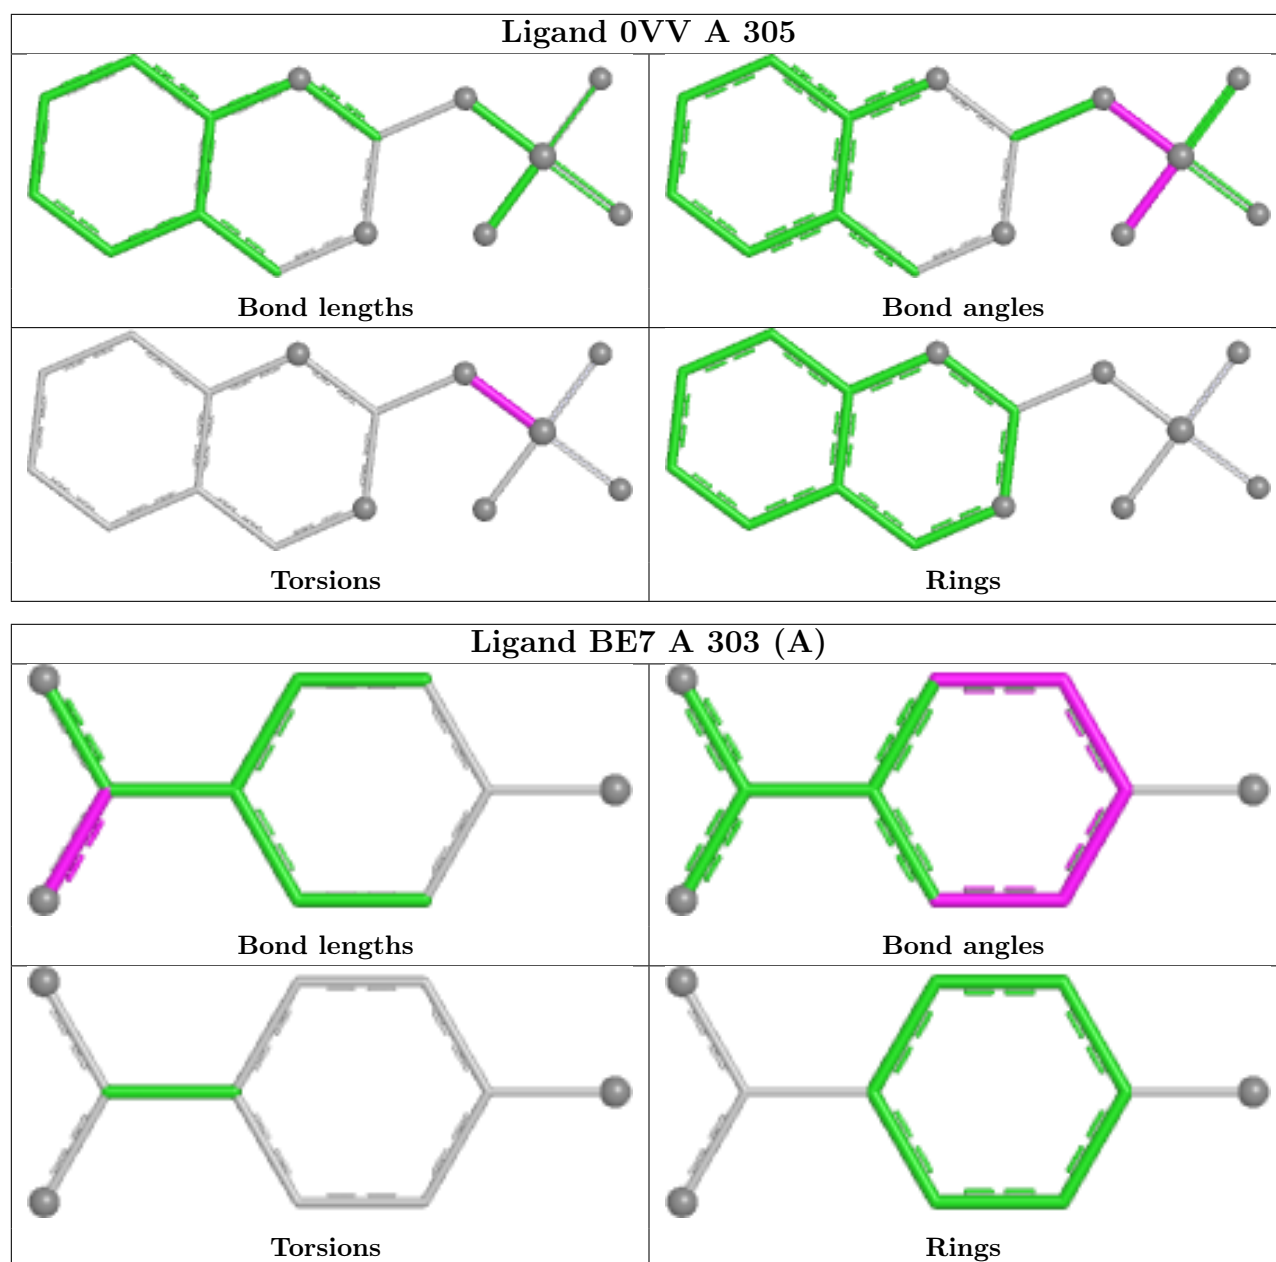 Ligand 0VV A 305
Bond lengths
Bond angles
Torsions
Rings
Ligand BE7 A 303 (A)
Bond lengths
Bond angles
Torsions
Rings